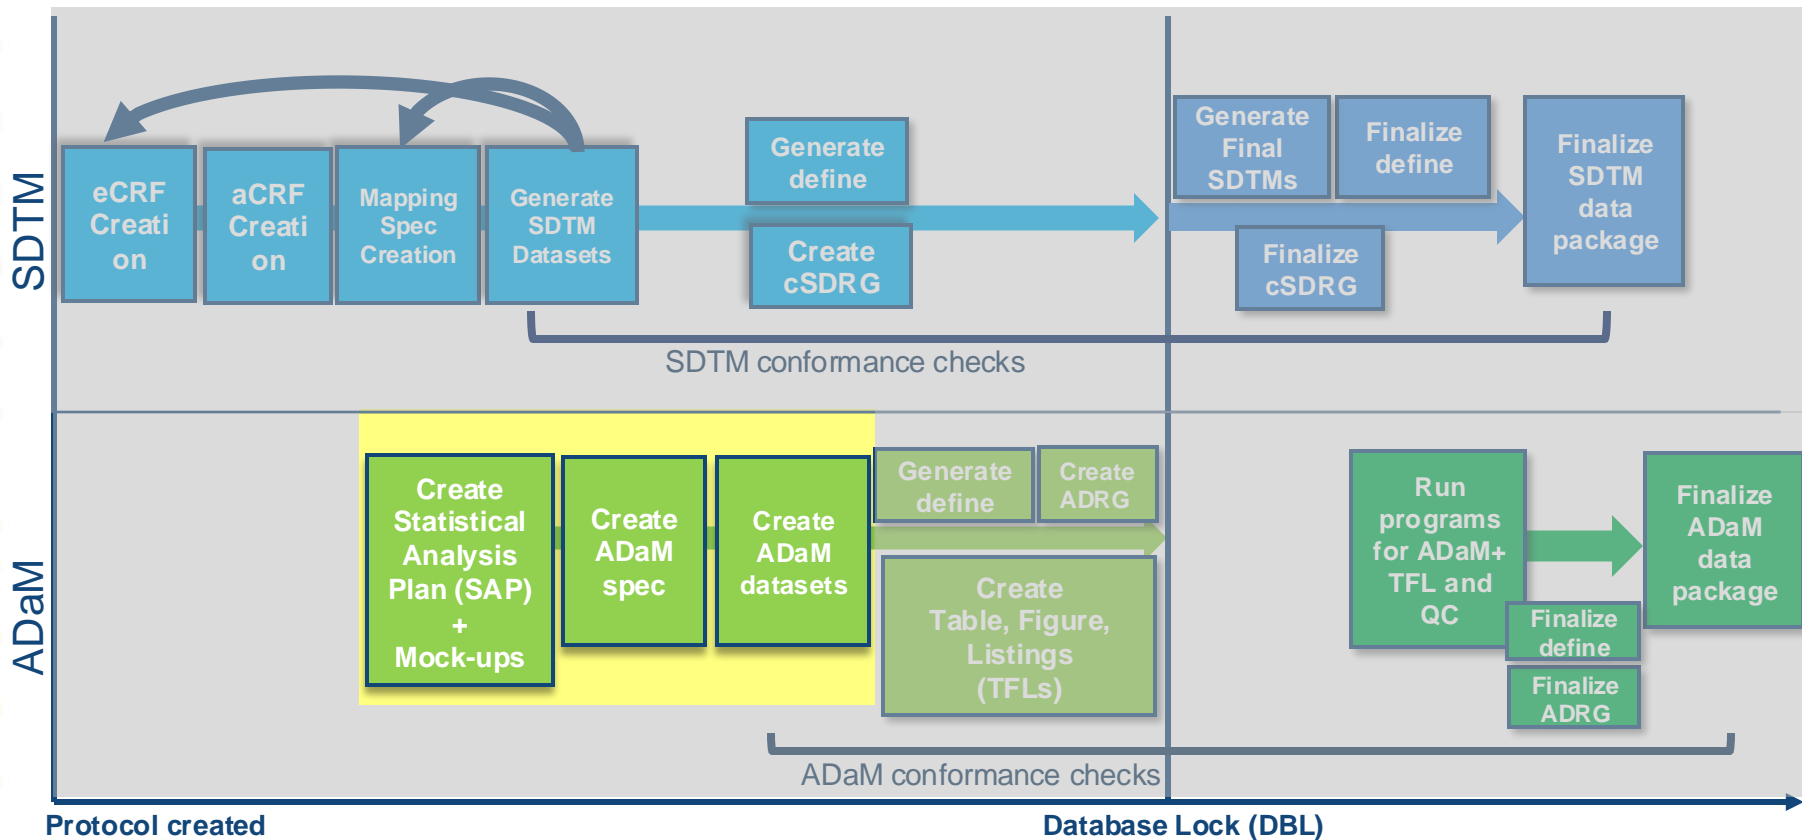 SDTM
eCRF
Creati
on
aCRF
Creati
on
Mapping
Spec
Creation
Generate
SDTM
Datasets
Generate
define
Create
cSDRG
Generate
Final
SDTMs
Finalize
define
Finalize
cSDRG
Finalize
SDTM
data
package
SDTM conformance checks
ADaM
Create
Statistical
Analysis
Plan (SAP)
+
Mock-ups
Create
ADaM
spec
Create
ADaM
datasets
Generate
define
Create
ADRG
Create
Table, Figure,
Listings
(TFLs)
Run
programs
for ADaM+
TFL and
QC
Finalize
define
Finalize
ADRG
Finalize
ADaM
data
package
ADaM conformance checks
Protocol created
Database Lock (DBL)